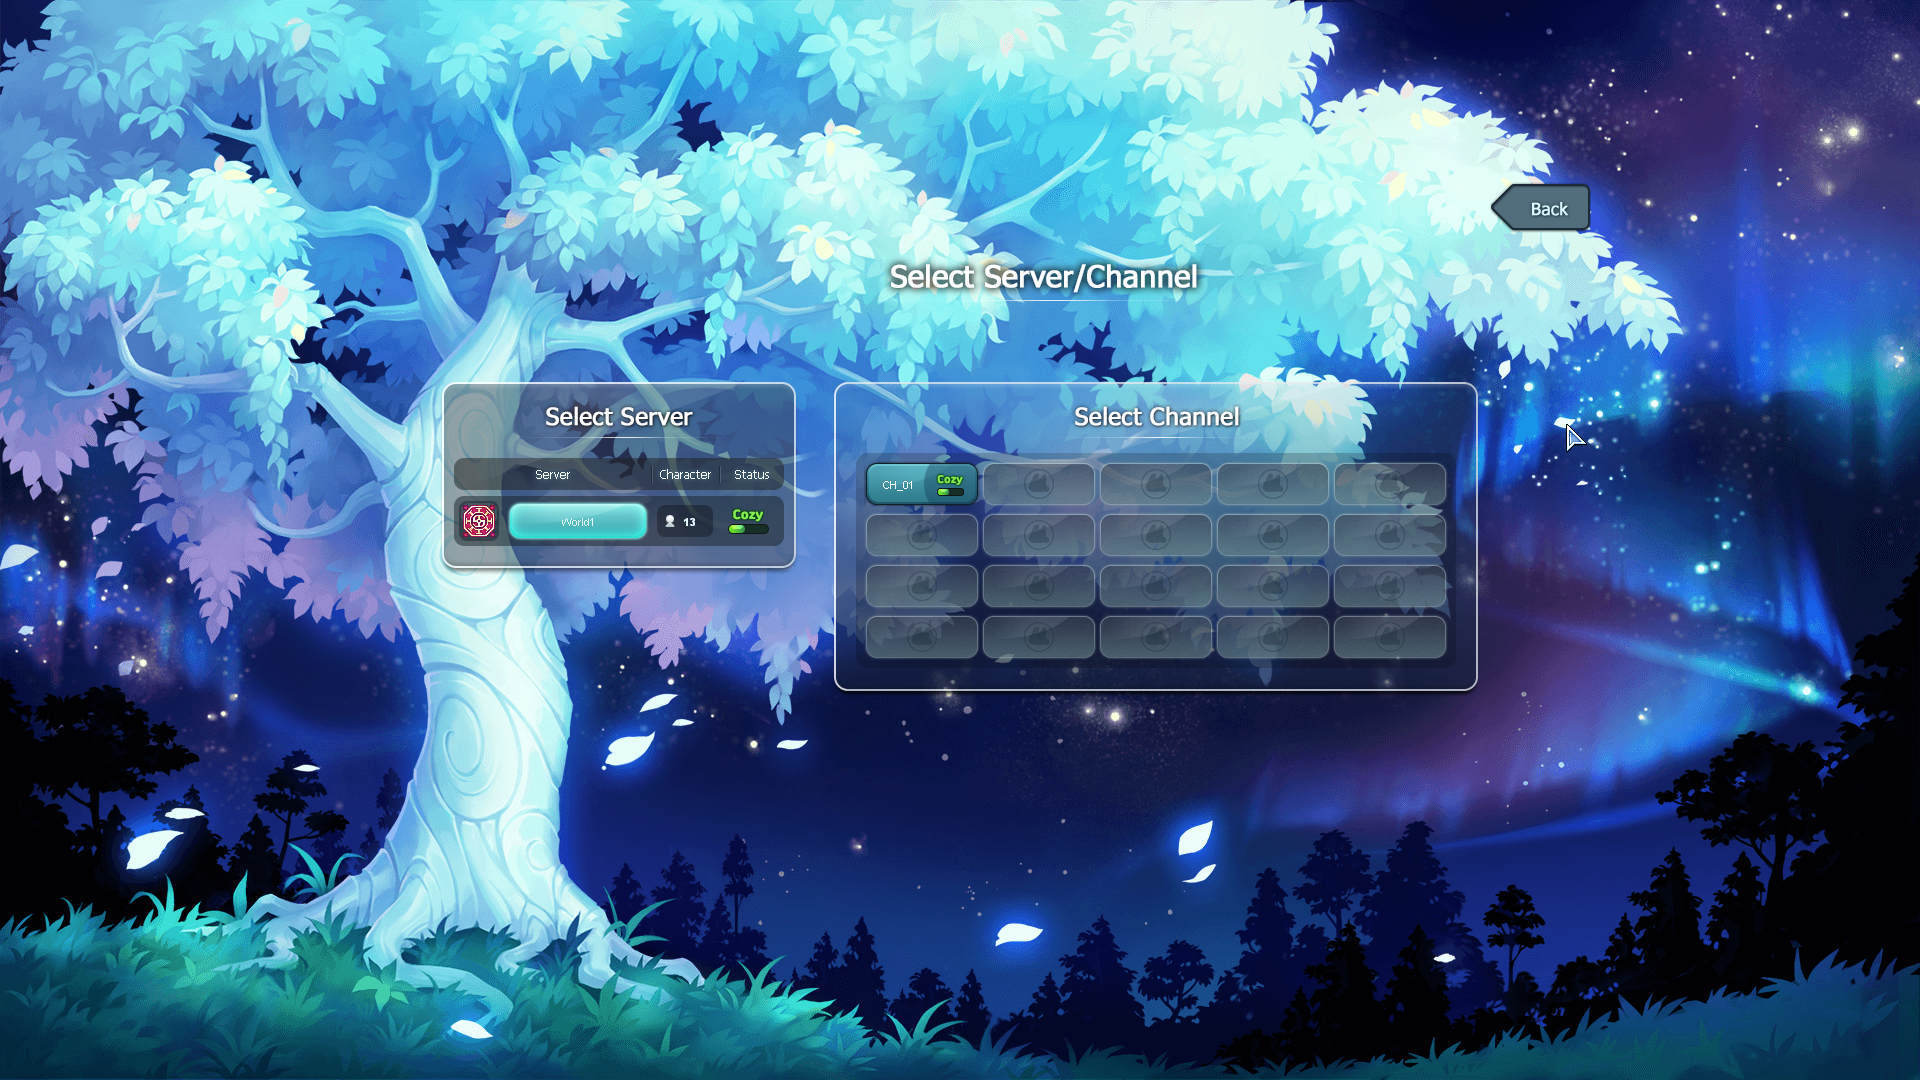 Back
Select Server/Channel
Select Server
Server Character Status
World1 13 Cozy
Select Channel
CH_01 Cozy